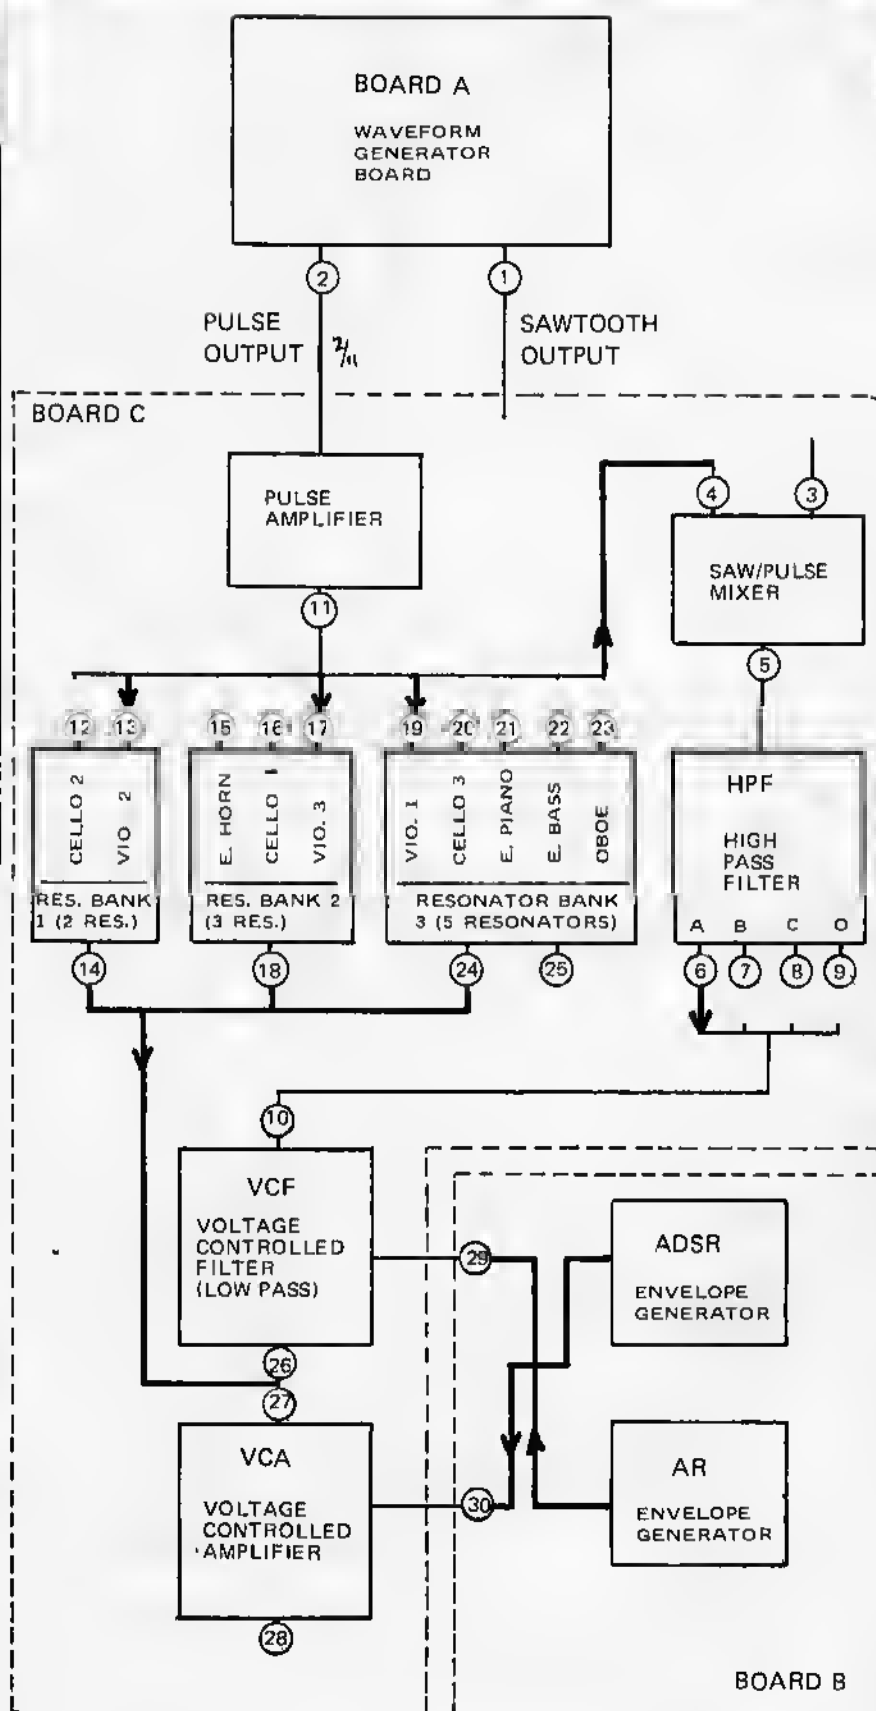 BOARD A
WAVEFORM
GENERATOR
BOARD
2
1
PULSE
OUTPUT
2/11
SAWTOOTH
OUTPUT
BOARD C
PULSE
AMPLIFIER
4
3
SAW/PULSE
MIXER
11
5
12
13
15
16
17
19
20
21
22
23
CELLO 2
VIO. 2
E. HORN
CELLO 1
VIO. 3
VIO. 1
CELLO 3
E. PIANO
E. BASS
OBOE
HPF
HIGH
PASS
FILTER
RES. BANK
1 (2 RES.)
RES. BANK 2
(3 RES.)
RESONATOR BANK
3 (5 RESONATORS)
A B C O
14
18
24
25
6
7
8
9
10
VCF
VOLTAGE
CONTROLLED
FILTER
(LOW PASS)
29
ADSR
ENVELOPE
GENERATOR
26
27
VCA
VOLTAGE
CONTROLLED
AMPLIFIER
30
AR
ENVELOPE
GENERATOR
28
BOARD B